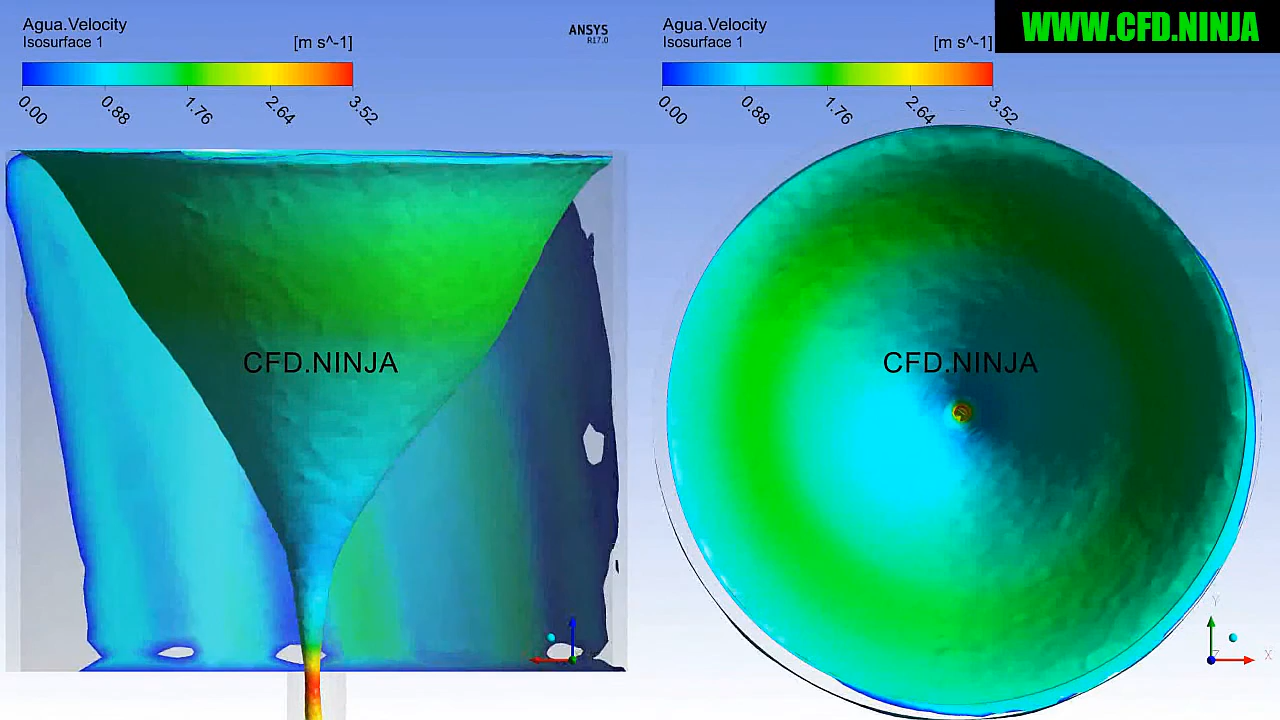 Agua.Velocity
Isosurface 1
[m s^-1]
0.00
0.88
1.76
2.64
3.52
ANSYS
R17.0
CFD.NINJA
Agua.Velocity
Isosurface 1
[m s^-1]
0.00
0.88
1.76
2.64
3.52
WWW.CFD.NINJA
CFD.NINJA
Y
Z
X